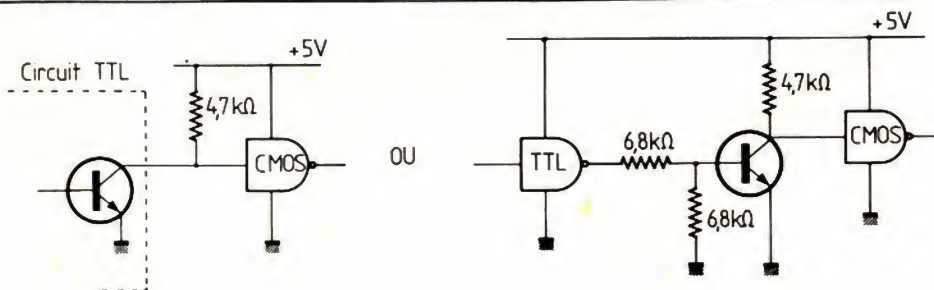 +5V
Circuit TTL
4,7kΩ
CMOS
OU
+5V
4,7kΩ
6,8kΩ
TTL
CMOS
6,8kΩ